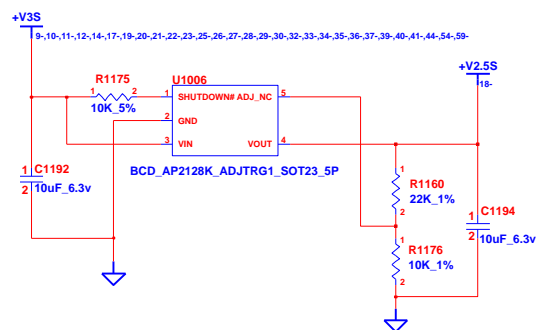 +V3S
9-,10-,11-,12-,14-,17-,19-,20-,21-,22-,23-,25-,26-,27-,28-,29-,30-,32-,33-,34-,35-,36-,37-,39-,40-,41-,44-,54-,59-
+V2.5S
18-
R1175
1 2
10K_5%
U1006
1 SHUTDOWN# ADJ_NC 5
2 GND
3 VIN VOUT 4
BCD_AP2128K_ADJTRG1_SOT23_5P
C1192
1
2
10uF_6.3v
1
R1160
22K_1%
2
C1194
1
2
10uF_6.3v
1
R1176
10K_1%
2